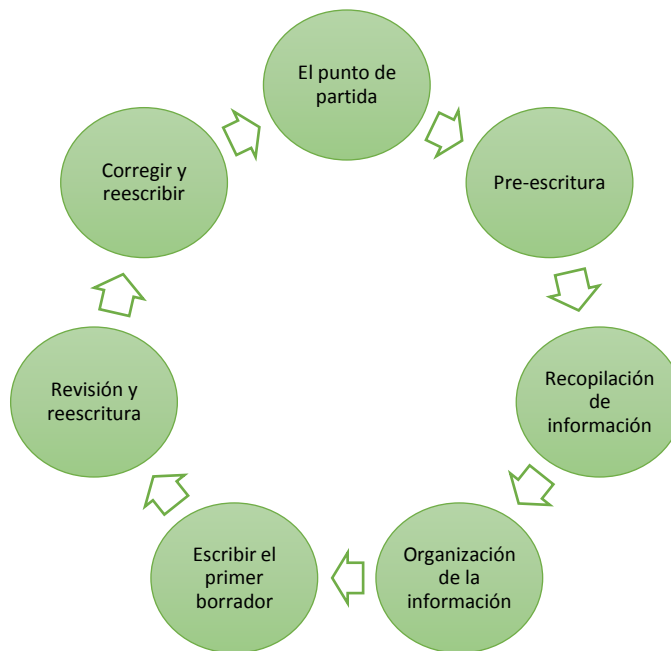 El punto de
partida
Pre-escritura
Recopilación
de
información
Organización
de la
información
Escribir el
primer
borrador
Revisión y
reescritura
Corregir y
reescribir